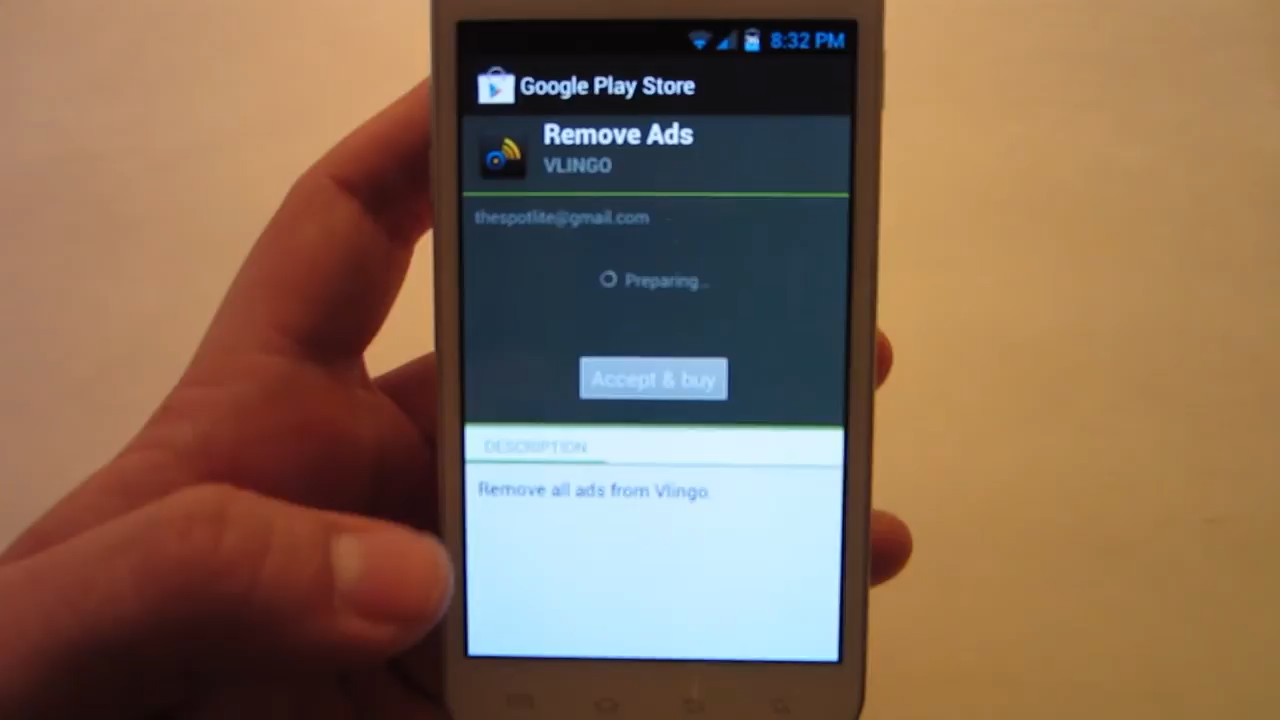 8:32 PM
Google Play Store
Remove Ads
VLINGO
thespotlite@gmail.com
Preparing...
Accept & buy
DESCRIPTION
Remove all ads from Vlingo